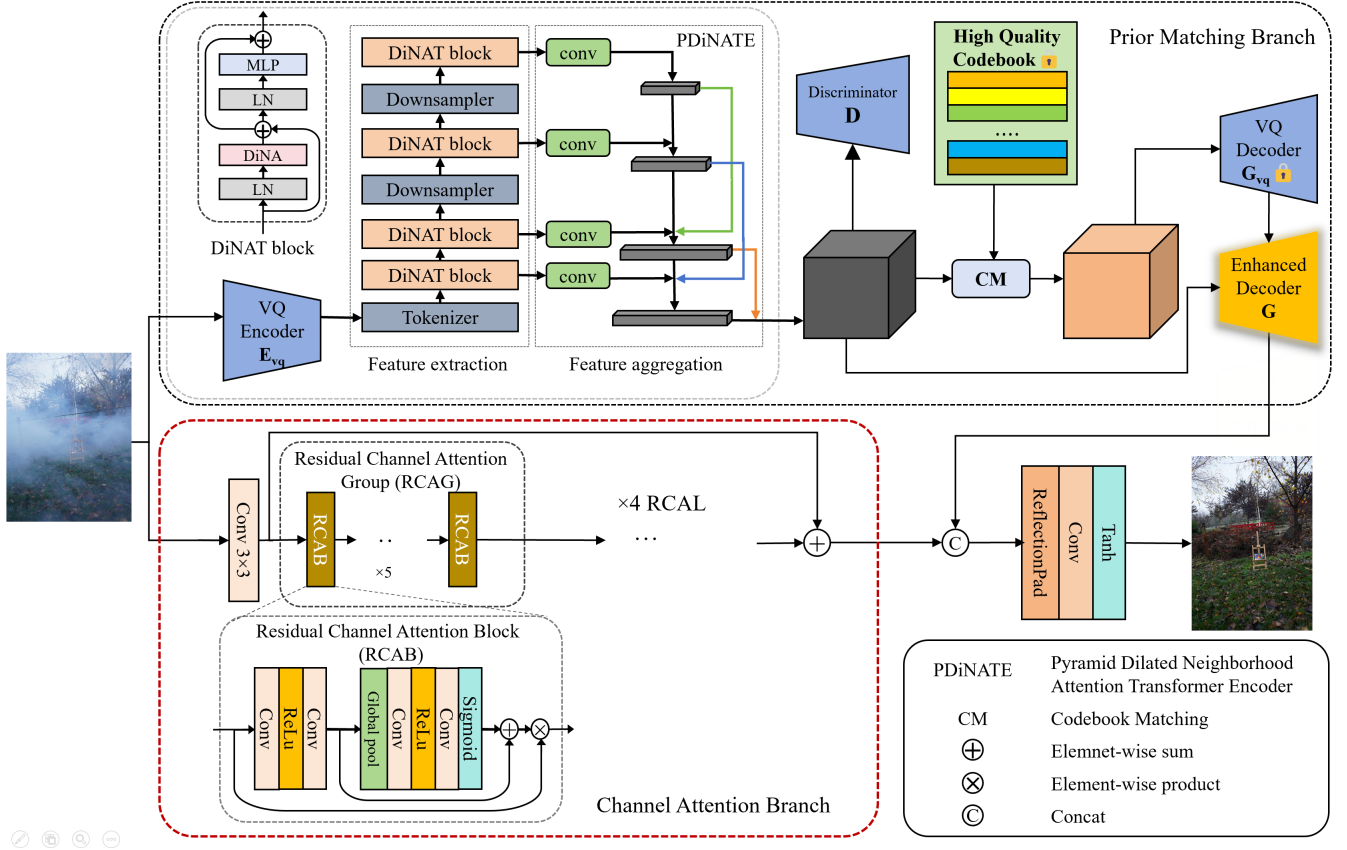 MLP
LN
DiNA
LN
DiNAT block
DiNAT block
Downsampler
DiNAT block
Downsampler
DiNAT block
DiNAT block
Tokenizer
Feature extraction
VQ
Encoder
Evq
PDiNATE
conv
conv
conv
conv
Feature aggregation
Discriminator
D
High Quality
Codebook
....
CM
Prior Matching Branch
VQ
Decoder
Gvq
Enhanced
Decoder
G
Conv 3×3
Residual Channel Attention
Group (RCAG)
RCAB
..
×5
RCAB
×4 RCAL
...
C
ReflectionPad
Conv
Tanh
Residual Channel Attention Block
(RCAB)
Conv
ReLu
Conv
Global pool
Conv
ReLu
Conv
Sigmoid
Channel Attention Branch
PDiNATE Pyramid Dilated Neighborhood
Attention Transformer Encoder
CM Codebook Matching
+ Elemnet-wise sum
× Element-wise product
C Concat